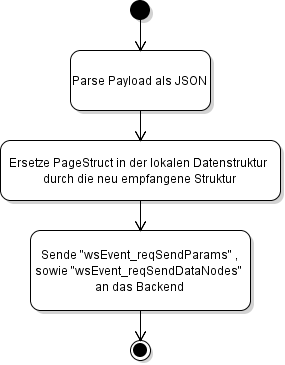 Parse Payload als JSON
Ersetze PageStruct in der lokalen Datenstruktur
durch die neu empfangene Struktur
Sende "wsEvent_reqSendParams" ,
sowie "wsEvent_reqSendDataNodes"
an das Backend